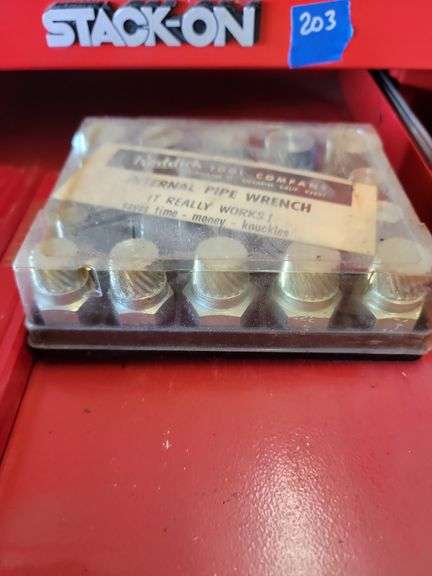 STACK-ON
203
TOOL COMPANY
INTERNAL PIPE WRENCH
IT REALLY WORKS!
saves time - money - knuckles